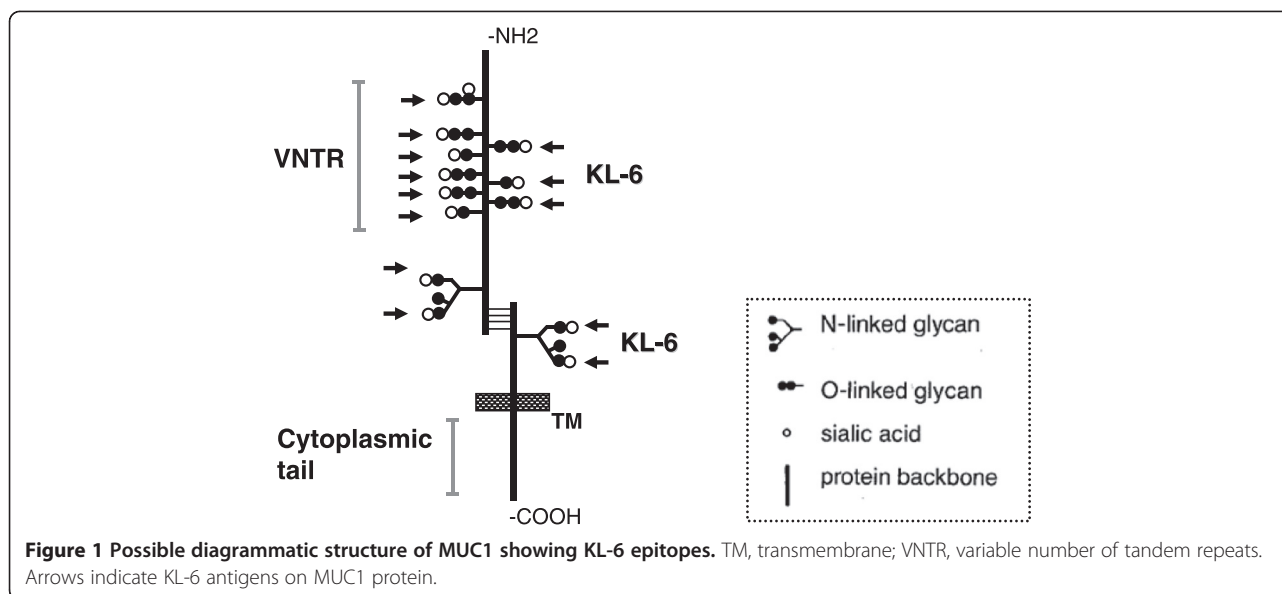 -NH2
VNTR
KL-6
KL-6
TM
Cytoplasmic
tail
-COOH
N-linked glycan
O-linked glycan
sialic acid
protein backbone
Figure 1 Possible diagrammatic structure of MUC1 showing KL-6 epitopes. TM, transmembrane; VNTR, variable number of tandem repeats.
Arrows indicate KL-6 antigens on MUC1 protein.